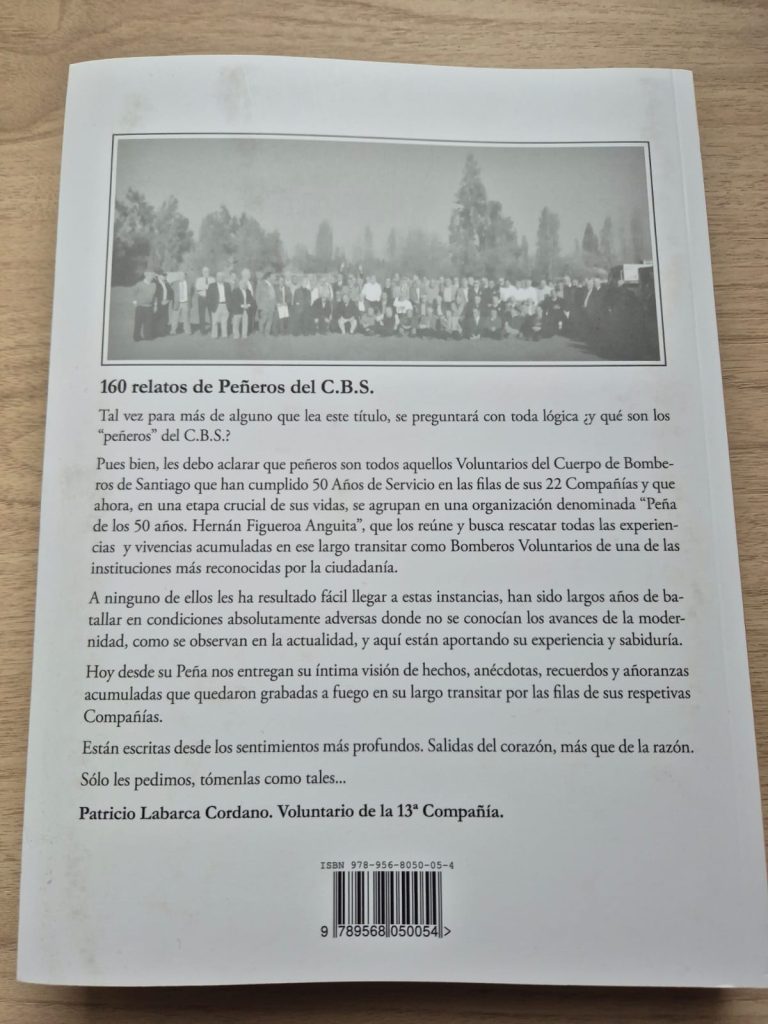 160 relatos de Peñeros del C.B.S.
Tal vez para más de alguno que lea este título, se preguntará con toda lógica ¿y qué son los
“peñeros” del C.B.S.?
Pues bien, les debo aclarar que peñeros son todos aquellos Voluntarios del Cuerpo de Bombe-
ros de Santiago que han cumplido 50 Años de Servicio en las filas de sus 22 Compañías y que
ahora, en una etapa crucial de sus vidas, se agrupan en una organización denominada “Peña
de los 50 años. Hernán Figueroa Anguita”, que los reúne y busca rescatar todas las experien-
cias y vivencias acumuladas en ese largo transitar como Bomberos Voluntarios de una de las
instituciones más reconocidas por la ciudadanía.
A ninguno de ellos les ha resultado fácil llegar a estas instancias, han sido largos años de ba-
tallar en condiciones absolutamente adversas donde no se conocían los avances de la moder-
nidad, como se observan en la actualidad, y aquí están aportando su experiencia y sabiduría.
Hoy desde su Peña nos entregan su íntima visión de hechos, anécdotas, recuerdos y añoranzas
acumuladas que quedaron grabadas a fuego en su largo transitar por las filas de sus respetivas
Compañías.
Están escritas desde los sentimientos más profundos. Salidas del corazón, más que de la razón.
Sólo les pedimos, tómenlas como tales...
Patricio Labarca Cordano. Voluntario de la 13ª Compañía.
ISBN 978-956-8050-05-4
9 789568 050054 >